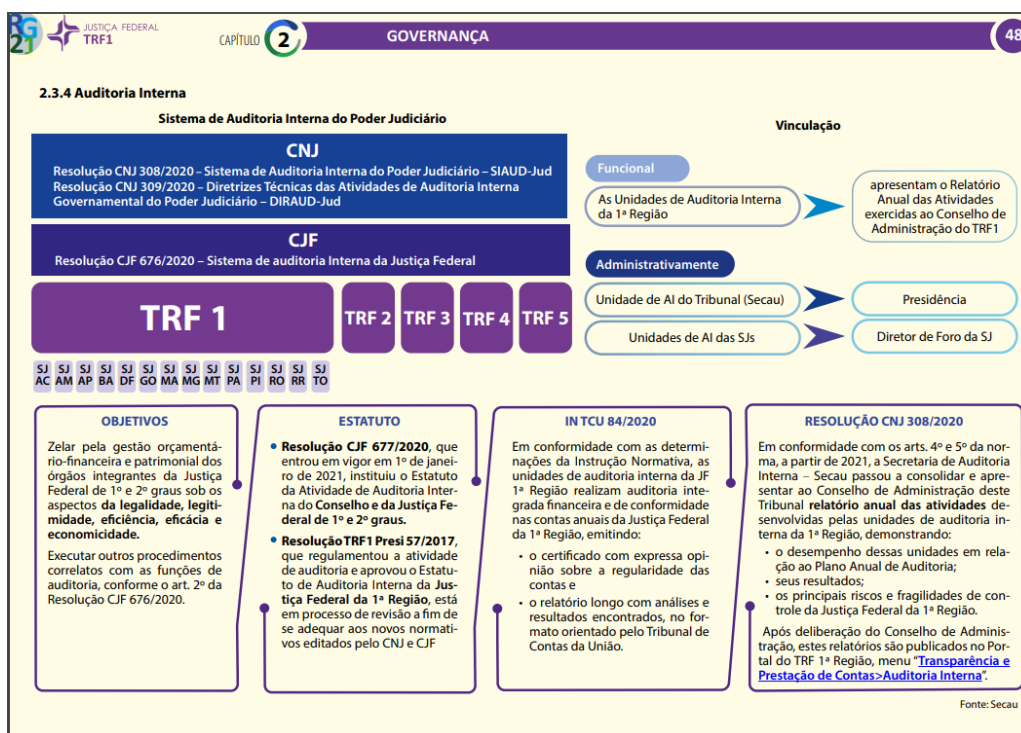 RG
21
JUSTIÇA FEDERAL
TRF1
CAPÍTULO 2
GOVERNANÇA
48
2.3.4 Auditoria Interna
Sistema de Auditoria Interna do Poder Judiciário
CNJ
Resolução CNJ 308/2020 – Sistema de Auditoria Interna do Poder Judiciário – SIAUD-Jud
Resolução CNJ 309/2020 – Diretrizes Técnicas das Atividades de Auditoria Interna
Governamental do Poder Judiciário – DIRAUD-Jud
CJF
Resolução CJF 676/2020 – Sistema de auditoria Interna da Justiça Federal
TRF 1
TRF 2
TRF 3
TRF 4
TRF 5
SJ AC
SJ AM
SJ AP
SJ BA
SJ DF
SJ GO
SJ MA
SJ MG
SJ MT
SJ PA
SJ PI
SJ RO
SJ RR
SJ TO
Vinculação
Funcional
As Unidades de Auditoria Interna
da 1ª Região
apresentam o Relatório
Anual das Atividades
exercidas ao Conselho de
Administração do TRF1
Administrativamente
Unidade de AI do Tribunal (Secau)
Presidência
Unidades de AI das SJs
Diretor de Foro da SJ
OBJETIVOS
Zelar pela gestão orçamentá-
rio-financeira e patrimonial dos
órgãos integrantes da Justiça
Federal de 1º e 2º graus sob os
aspectos da legalidade, legiti-
midade, eficiência, eficácia e
economicidade.
Executar outros procedimentos
correlatos com as funções de
auditoria, conforme o art. 2º da
Resolução CJF 676/2020.
ESTATUTO
• Resolução CJF 677/2020, que
entrou em vigor em 1º de janei-
ro de 2021, instituiu o Estatuto
da Atividade de Auditoria Inter-
na do Conselho e da Justiça Fe-
deral de 1º e 2º graus.
• Resolução TRF1 Presi 57/2017,
que regulamentou a atividade
de auditoria e aprovou o Estatu-
to de Auditoria Interna da Jus-
tiça Federal da 1ª Região, está
em processo de revisão a fim de
se adequar aos novos normati-
vos editados pelo CNJ e CJF
IN TCU 84/2020
Em conformidade com as determi-
nações da Instrução Normativa, as
unidades de auditoria interna da JF
1ª Região realizam auditoria inte-
grada financeira e de conformidade
nas contas anuais da Justiça Federal
da 1ª Região, emitindo:
• o certificado com expressa opi-
nião sobre a regularidade das
contas e
• o relatório longo com análises e
resultados encontrados, no for-
mato orientado pelo Tribunal de
Contas da União.
RESOLUÇÃO CNJ 308/2020
Em conformidade com os arts. 4º e 5º da nor-
ma, a partir de 2021, a Secretaria de Auditoria
Interna – Secau passou a consolidar e apre-
sentar ao Conselho de Administração deste
Tribunal relatório anual das atividades de-
senvolvidas pelas unidades de auditoria in-
terna da 1ª Região, demonstrando:
• o desempenho dessas unidades em rela-
ção ao Plano Anual de Auditoria;
• seus resultados;
• os principais riscos e fragilidades de con-
trole da Justiça Federal da 1ª Região.
Após deliberação do Conselho de Adminis-
tração, estes relatórios são publicados no Por-
tal do TRF 1ª Região, menu “Transparência e
Prestação de Contas>Auditoria Interna”.
Fonte: Secau